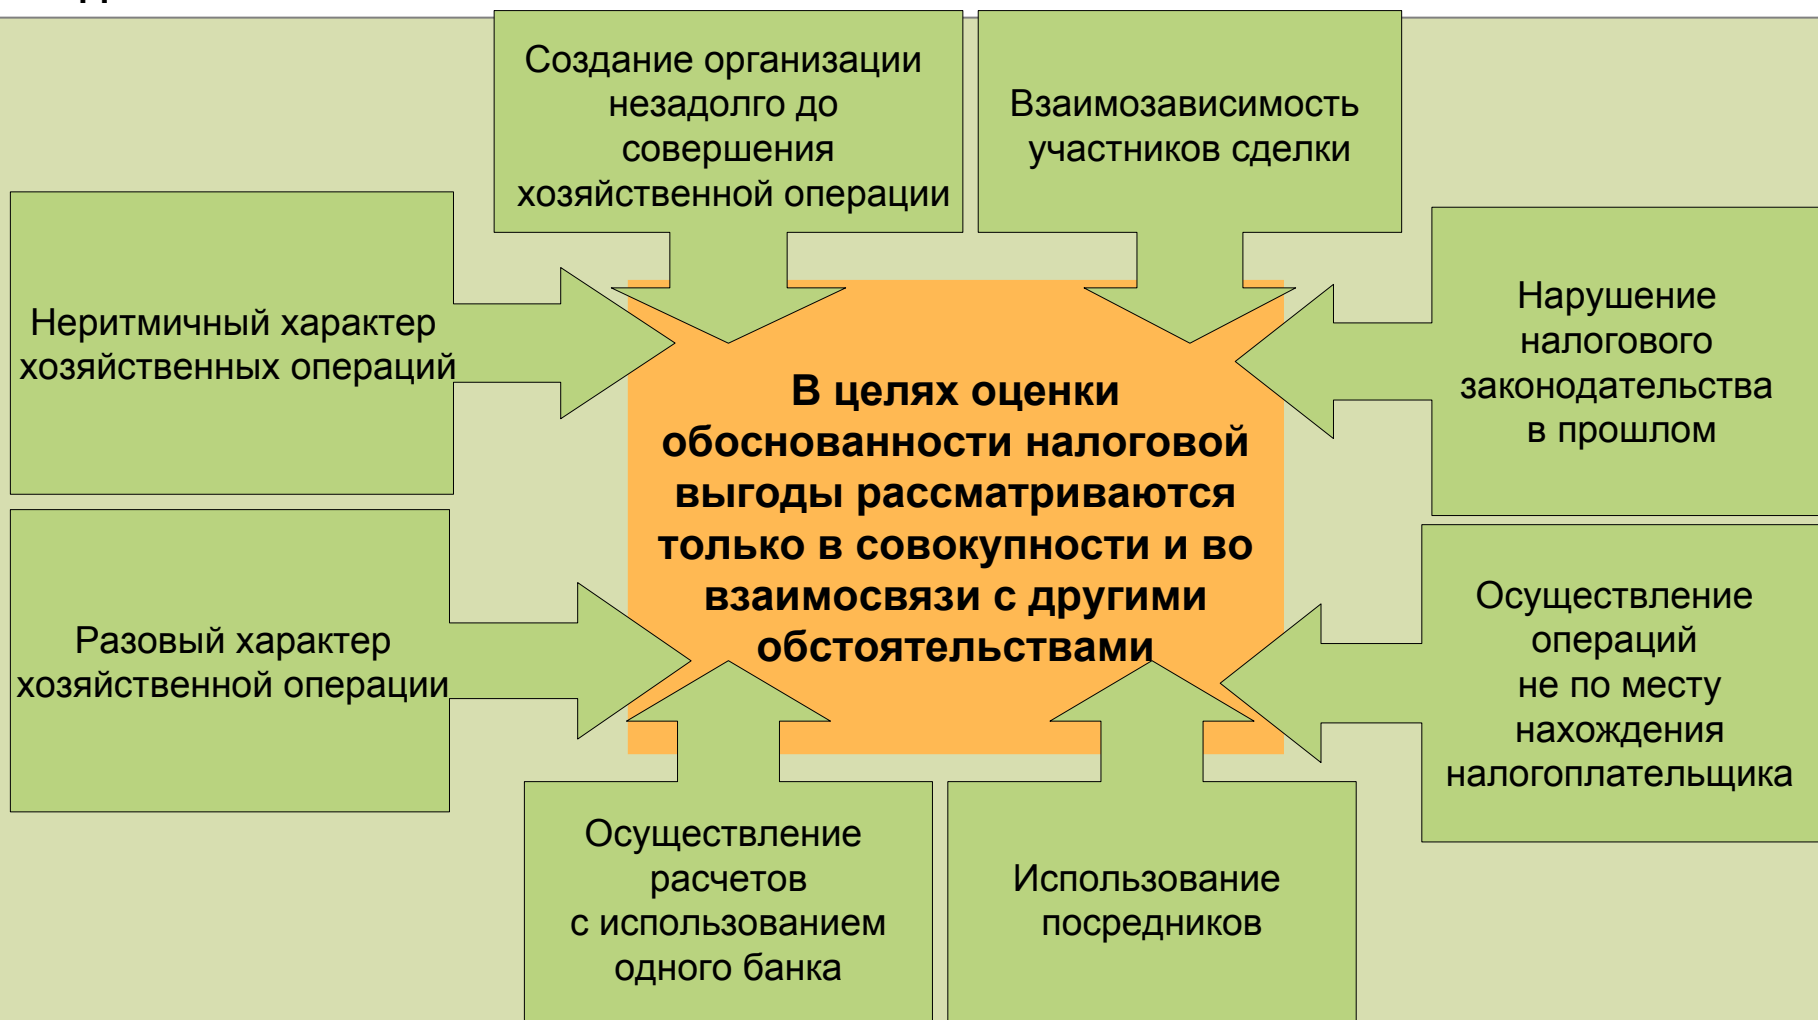 Создание организации
незадолго до
совершения
хозяйственной операции
Взаимозависимость
участников сделки
Неритмичный характер
хозяйственных операций
Нарушение
налогового
законодательства
в прошлом
В целях оценки
обоснованности налоговой
выгоды рассматриваются
только в совокупности и во
взаимосвязи с другими
обстоятельствами
Разовый характер
хозяйственной операции
Осуществление
операций
не по месту
нахождения
налогоплательщика
Осуществление
расчетов
с использованием
одного банка
Использование
посредников